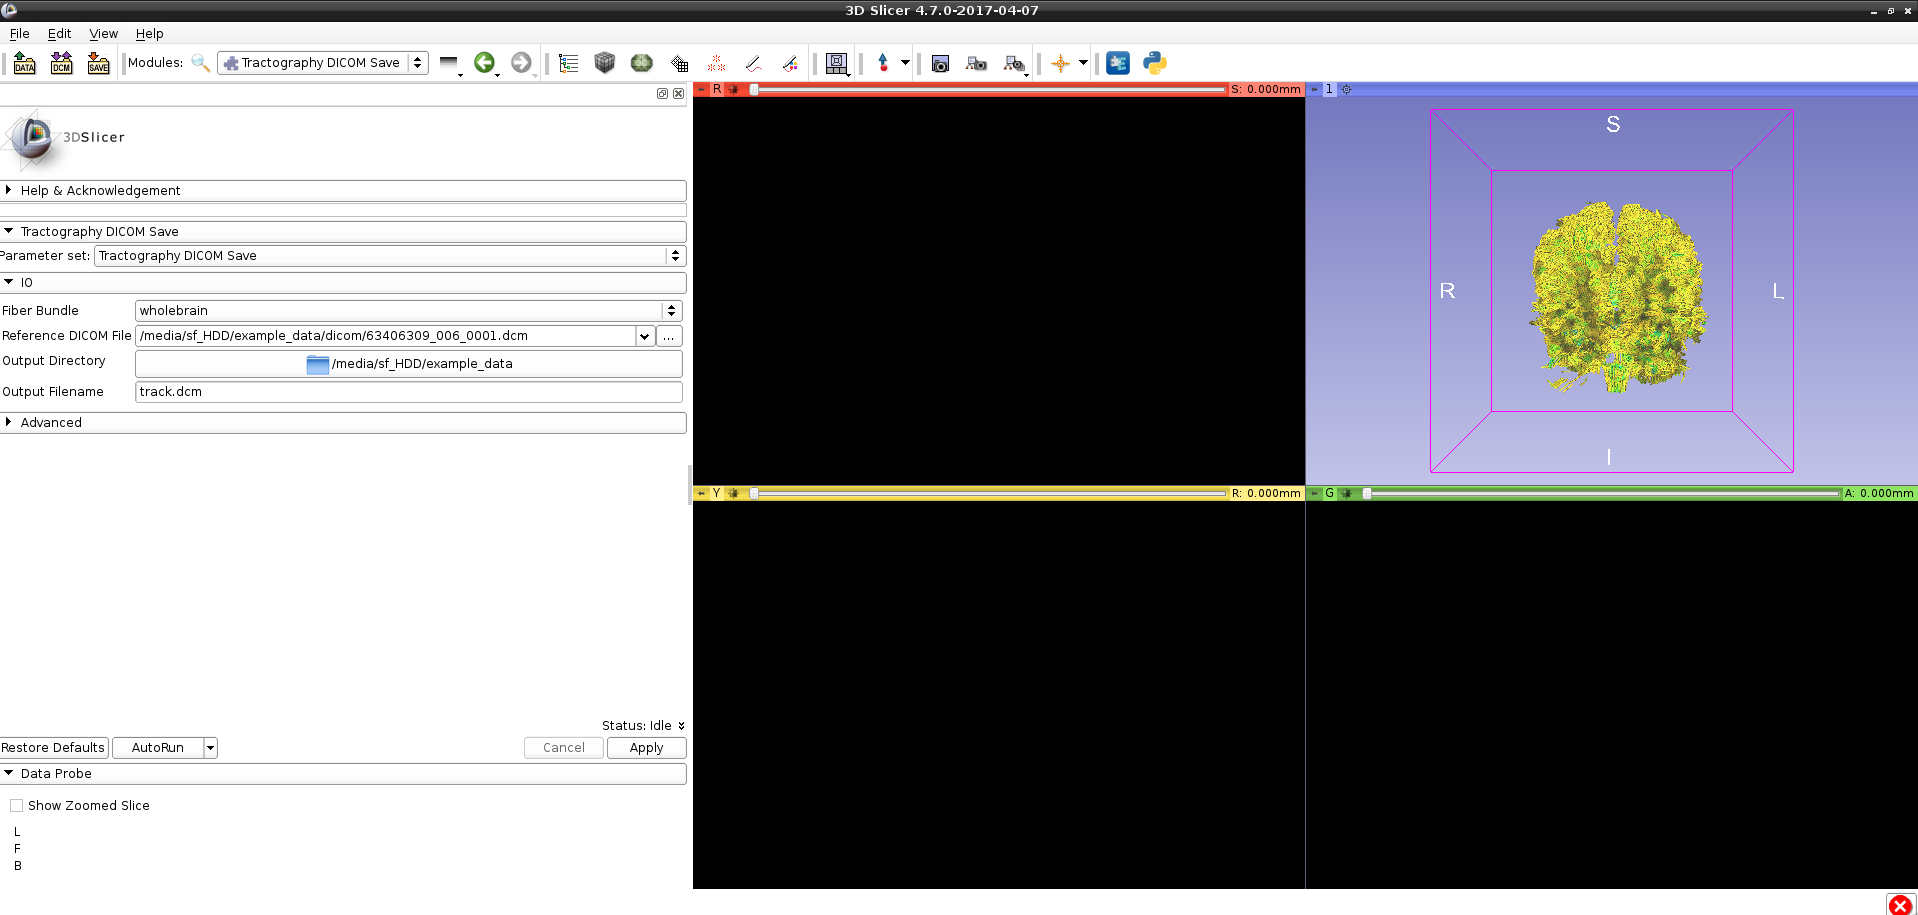 3D Slicer 4.7.0-2017-04-07
File Edit View Help
DATA DCM SAVE Modules: Tractography DICOM Save
R S: 0.000mm
1
3DSlicer
S
R L
I
Help & Acknowledgement
Tractography DICOM Save
Parameter set: Tractography DICOM Save
IO
Fiber Bundle wholebrain
Reference DICOM File /media/sf_HDD/example_data/dicom/63406309_006_0001.dcm ...
Output Directory /media/sf_HDD/example_data
Output Filename track.dcm
Advanced
Y R: 0.000mm
G A: 0.000mm
Status: Idle
Restore Defaults AutoRun Cancel Apply
Data Probe
Show Zoomed Slice
L
F
B